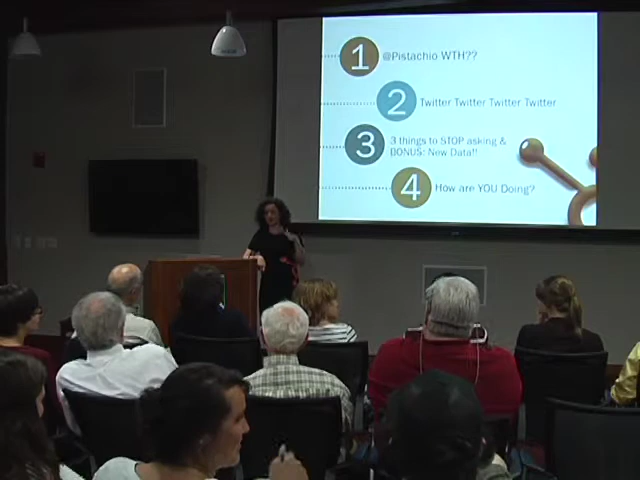 1 @Pistachio WTH??
2 Twitter Twitter Twitter Twitter
3 3 things to STOP asking &
BONUS: New Data!!
4 How are YOU Doing?